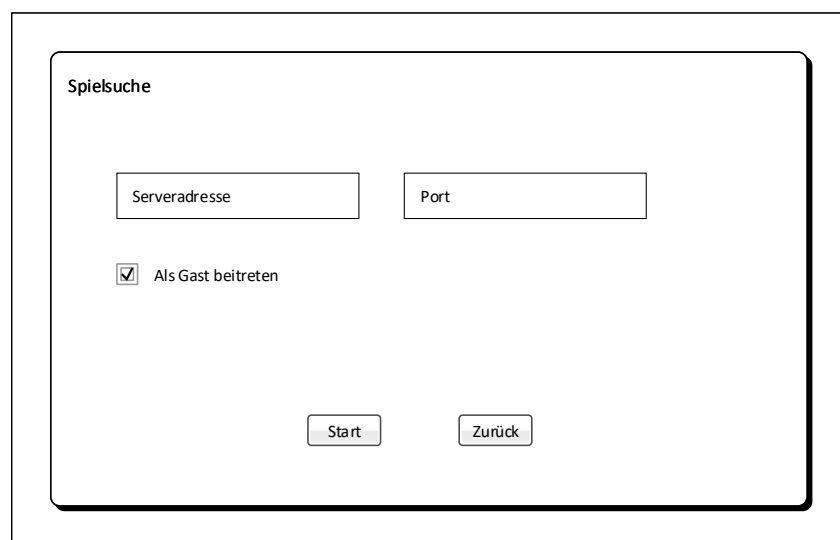 Spielsuche
Serveradresse Port
Als Gast beitreten
Start Zurück